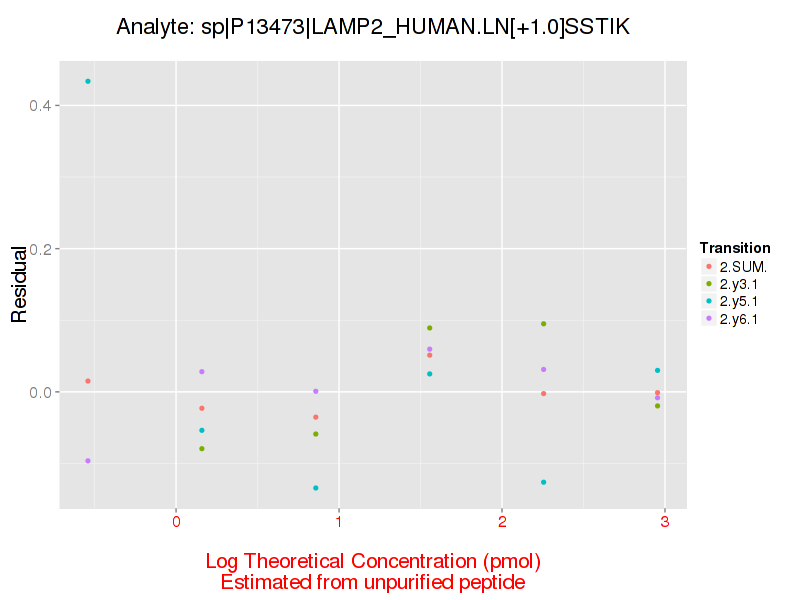 Analyte: sp|P13473|LAMP2_HUMAN.LN[+1.0]SSTIK
0.4
0.2
0.0
Residual
0 1 2 3
Log Theoretical Concentration (pmol)
Estimated from unpurified peptide
Transition
2.SUM.
2.y3.1
2.y5.1
2.y6.1